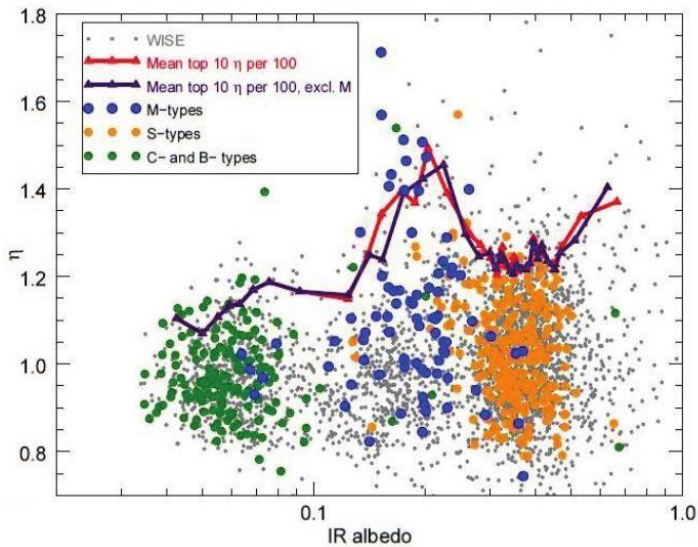 1.8
1.6
1.4
1.2
1.0
0.8
η
WISE
Mean top 10 η per 100
Mean top 10 η per 100, excl. M
M-types
S-types
C- and B- types
0.1
1.0
IR albedo